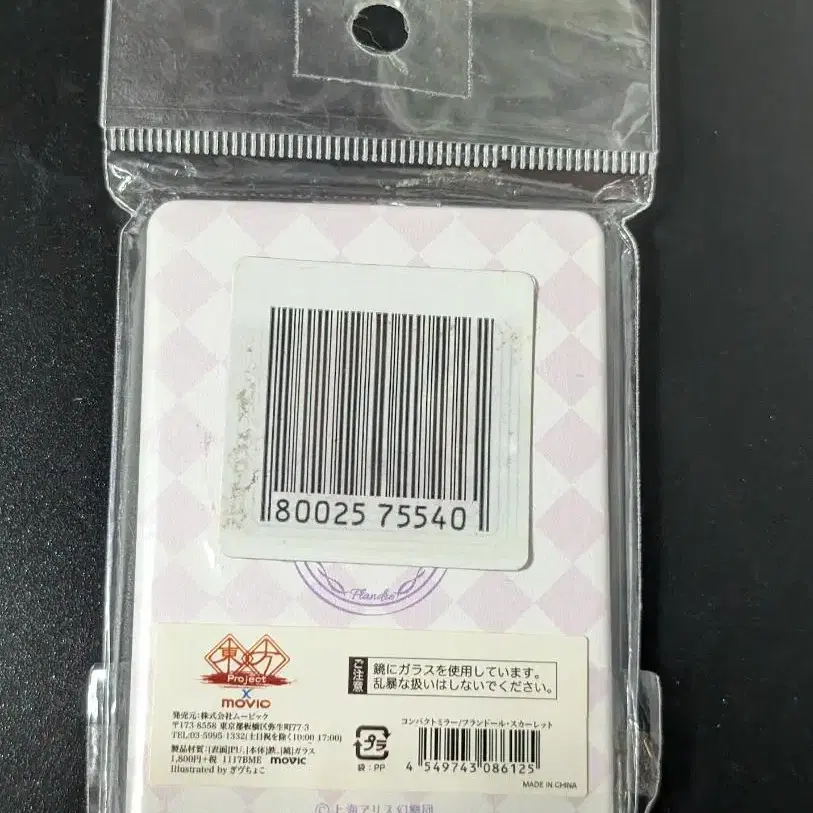 80025 75540
Flandre
東方
Project
×
movic
発売元:株式会社ムービック
〒173-8558 東京都板橋区弥生町77-3
TEL:03-5995-1332(土日祝を除く10:00 17:00)
製品材質:[表面]PU、[本体]鉄、[鏡]ガラス
1,800円+税 1117BME movic
Illustrated by ぎヴちょこ
ご注意
鏡にガラスを使用しています。
乱暴な扱いはしないでください。
コンパクトミラー/フランドール・スカーレット
プラ
袋:PP
4 549743 086125
MADE IN CHINA
©上海アリス幻樂団